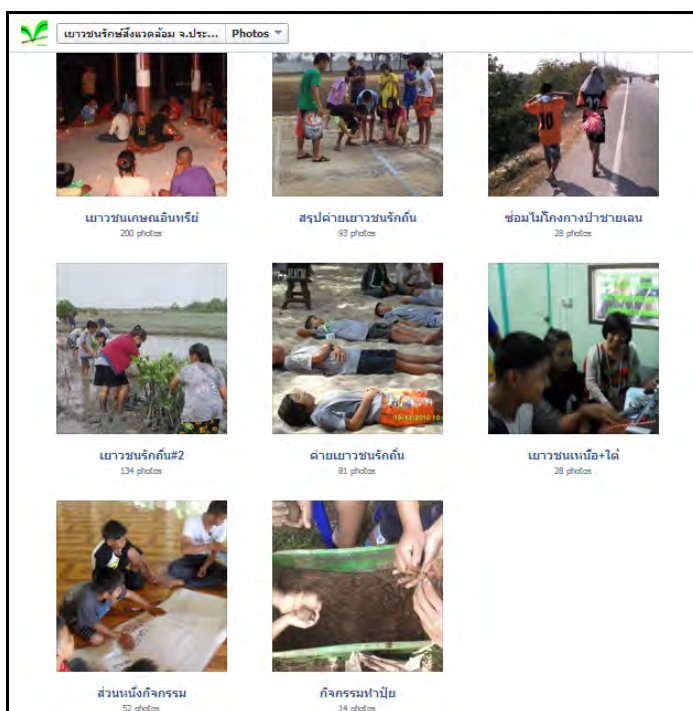 เยาวชนรักษ์สิ่งแวดล้อม จ.ประ... Photos
เยาวชนเกษณอินทรีย์
200 photos
สรุปค่ายเยาวชนรักถิ่น
93 photos
ซ่อมไม้โกงกางป่าชายเลน
28 photos
เยาวชนรักถิ่น#2
134 photos
ค่ายเยาวชนรักถิ่น
81 photos
เยาวชนเหนือ+ใต้
28 photos
ส่วนหนึ่งกิจกรรม
52 photos
กิจกรรมทำปุ๋ย
14 photos